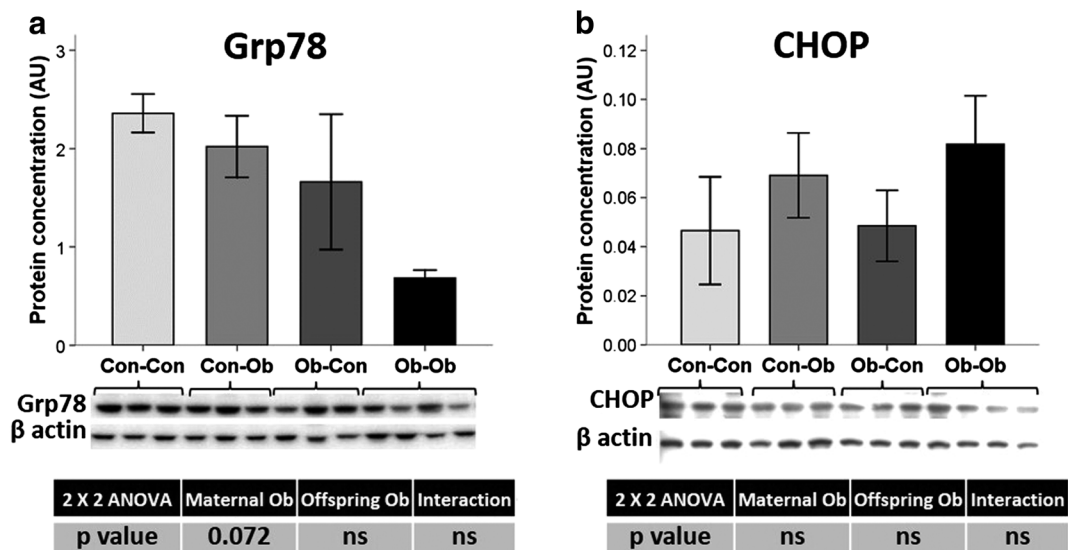 a
Grp78
Protein concentration (AU)
3
2
1
0
Con-Con Con-Ob Ob-Con Ob-Ob
Grp78
β actin
2 X 2 ANOVA Maternal Ob Offspring Ob Interaction
p value 0.072 ns ns
b
CHOP
Protein concentration (AU)
0.12
0.10
0.08
0.06
0.04
0.02
0.00
Con-Con Con-Ob Ob-Con Ob-Ob
CHOP
β actin
2 X 2 ANOVA Maternal Ob Offspring Ob Interaction
p value ns ns ns